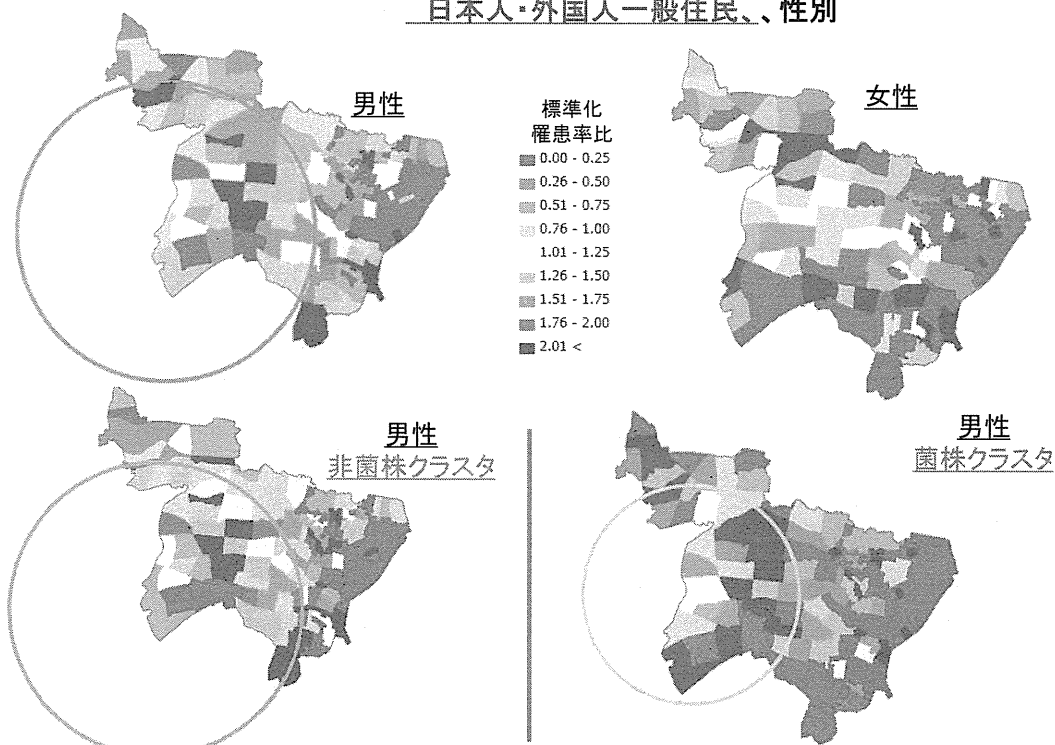 日本人・外国人一般住民、、性別
男性
女性
標準化
罹患率比
0.00 - 0.25
0.26 - 0.50
0.51 - 0.75
0.76 - 1.00
1.01 - 1.25
1.26 - 1.50
1.51 - 1.75
1.76 - 2.00
2.01 <
男性
非菌株クラスタ
男性
菌株クラスタ